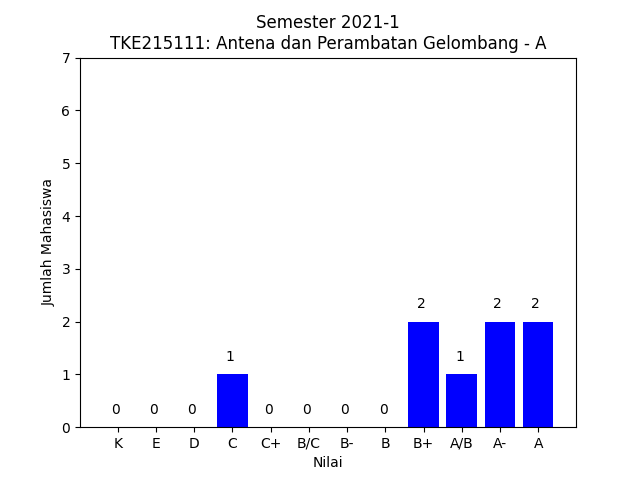 Semester 2021-1
TKE215111: Antena dan Perambatan Gelombang - A
7
6
5
4
3
2
1
0
Jumlah Mahasiswa
0 0 0 1 0 0 0 0 2 1 2 2
K E D C C+ B/C B- B B+ A/B A- A
Nilai